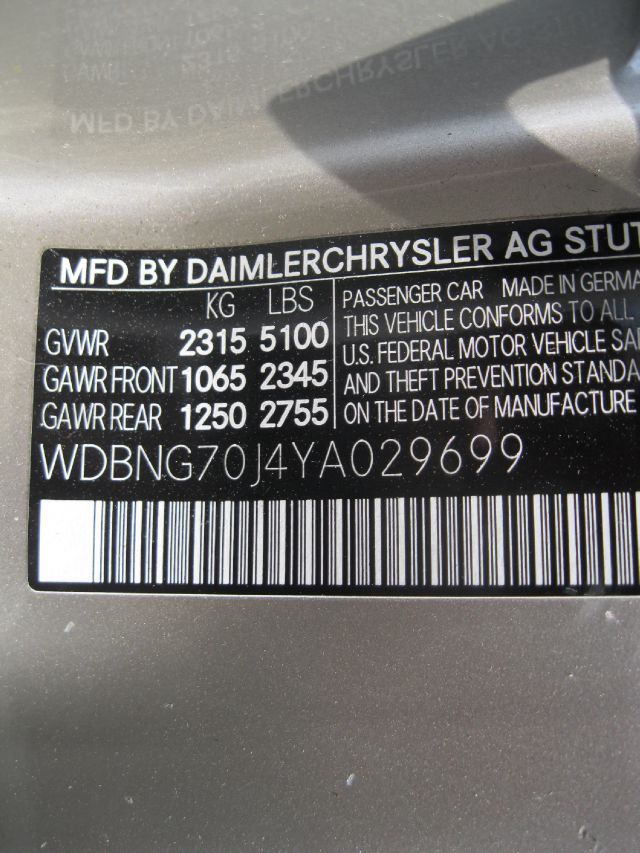 MFD BY DAIMLERCHRYSLER AG STUT
KG LBS
GVWR 2315 5100
GAWR FRONT 1065 2345
GAWR REAR 1250 2755
PASSENGER CAR MADE IN GERMA
THIS VEHICLE CONFORMS TO ALL
U.S. FEDERAL MOTOR VEHICLE SA
AND THEFT PREVENTION STANDA
ON THE DATE OF MANUFACTURE
WDBNG70J4YA029699